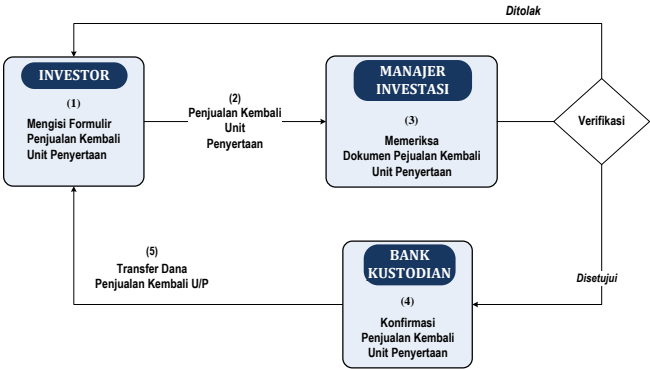 Ditolak
INVESTOR
(1)
Mengisi Formulir
Penjualan Kembali
Unit Penyertaan
(2)
Penjualan Kembali
Unit
Penyertaan
MANAJER
INVESTASI
(3)
Memeriksa
Dokumen Pejualan Kembali
Unit Penyertaan
Verifikasi
Disetujui
BANK
KUSTODIAN
(4)
Konfirmasi
Penjualan Kembali
Unit Penyertaan
(5)
Transfer Dana
Penjualan Kembali U/P